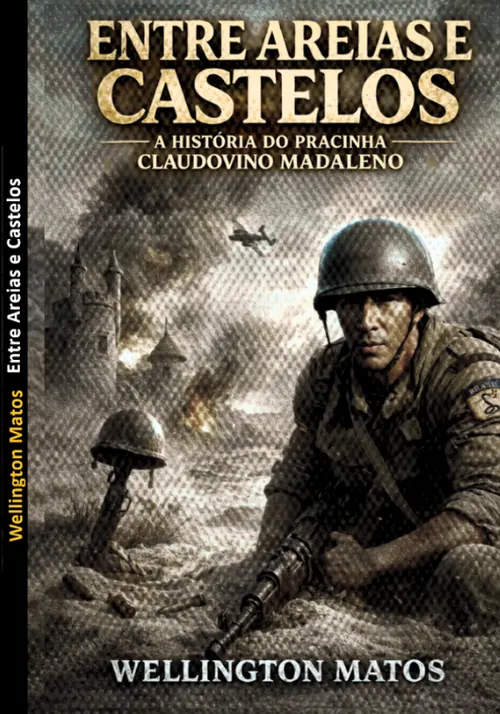 ENTRE AREIAS E
CASTELOS
A HISTÓRIA DO PRACINHA
CLAUDOVINO MADALENO
WELLINGTON MATOS
Wellington Matos Entre Areias e Castelos